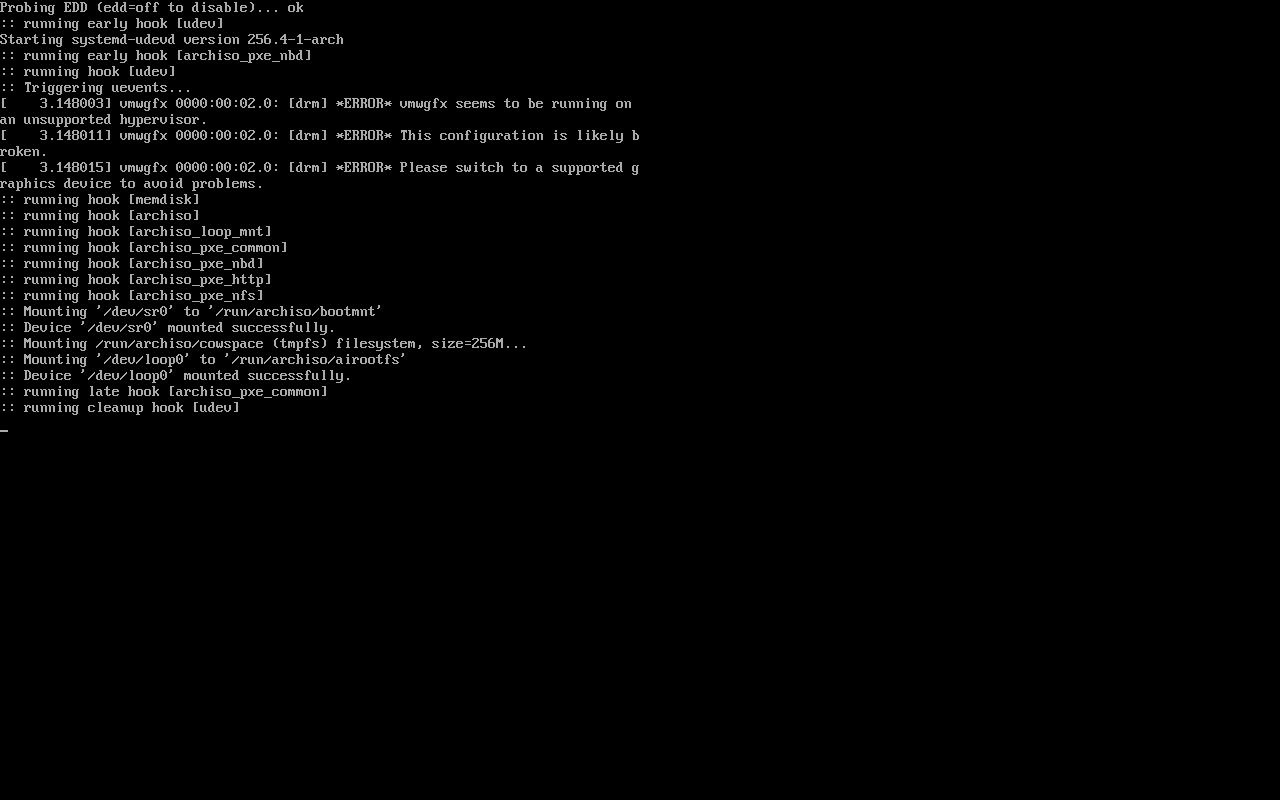 Probing EDD (edd=off to disable)... ok
:: running early hook [udev]
Starting systemd-udevd version 256.4-1-arch
:: running early hook [archiso_pxe_nbd]
:: running hook [udev]
:: Triggering uevents...
[    3.148003] vmwgfx 0000:00:02.0: [drm] *ERROR* vmwgfx seems to be running on
an unsupported hypervisor.
[    3.148011] vmwgfx 0000:00:02.0: [drm] *ERROR* This configuration is likely b
roken.
[    3.148015] vmwgfx 0000:00:02.0: [drm] *ERROR* Please switch to a supported g
raphics device to avoid problems.
:: running hook [memdisk]
:: running hook [archiso]
:: running hook [archiso_loop_mnt]
:: running hook [archiso_pxe_common]
:: running hook [archiso_pxe_nbd]
:: running hook [archiso_pxe_http]
:: running hook [archiso_pxe_nfs]
:: Mounting '/dev/sr0' to '/run/archiso/bootmnt'
:: Device '/dev/sr0' mounted successfully.
:: Mounting /run/archiso/cowspace (tmpfs) filesystem, size=256M...
:: Mounting '/dev/loop0' to '/run/archiso/airootfs'
:: Device '/dev/loop0' mounted successfully.
:: running late hook [archiso_pxe_common]
:: running cleanup hook [udev]